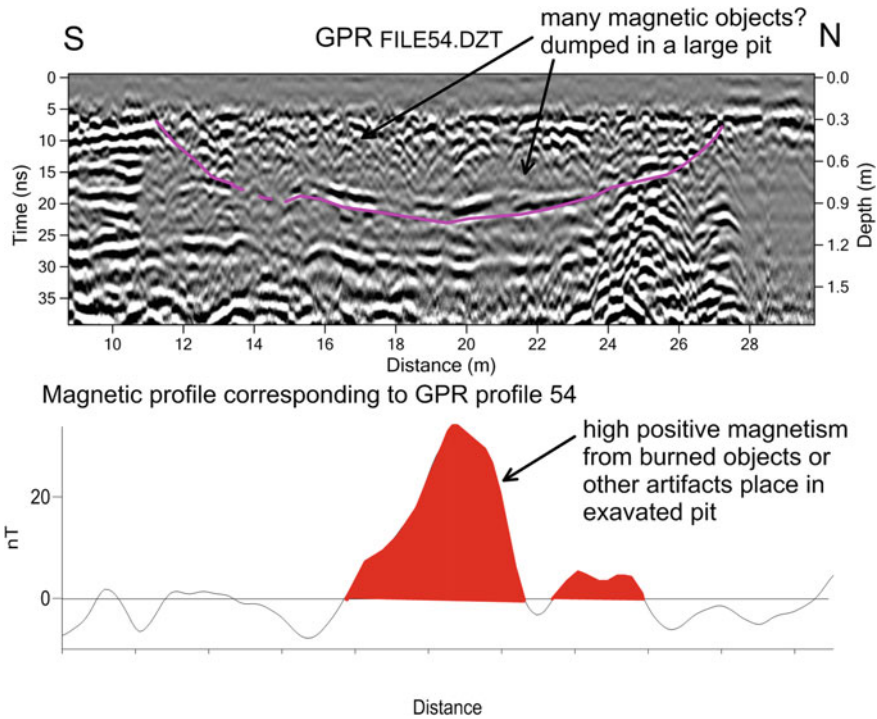 S
GPR FILE54.DZT
many magnetic objects?
dumped in a large pit
N
0
5
10
15
20
25
30
35
Time (ns)
0.0
0.3
0.6
0.9
1.2
1.5
Depth (m)
10 12 14 16 18 20 22 24 26 28
Distance (m)
Magnetic profile corresponding to GPR profile 54
high positive magnetism
from burned objects or
other artifacts place in
exavated pit
20
0
nT
Distance